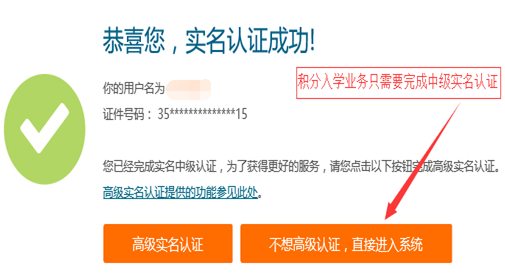 恭喜您，实名认证成功!
你的用户名为
积分入学业务只需要完成中级实名认证
证件号码： 35**************15
您已经完成实名中级认证，为了获得更好的服务，请您点击以下按钮完成高级实名认证。
高级实名认证提供的功能参见此处。
高级实名认证
不想高级认证，直接进入系统